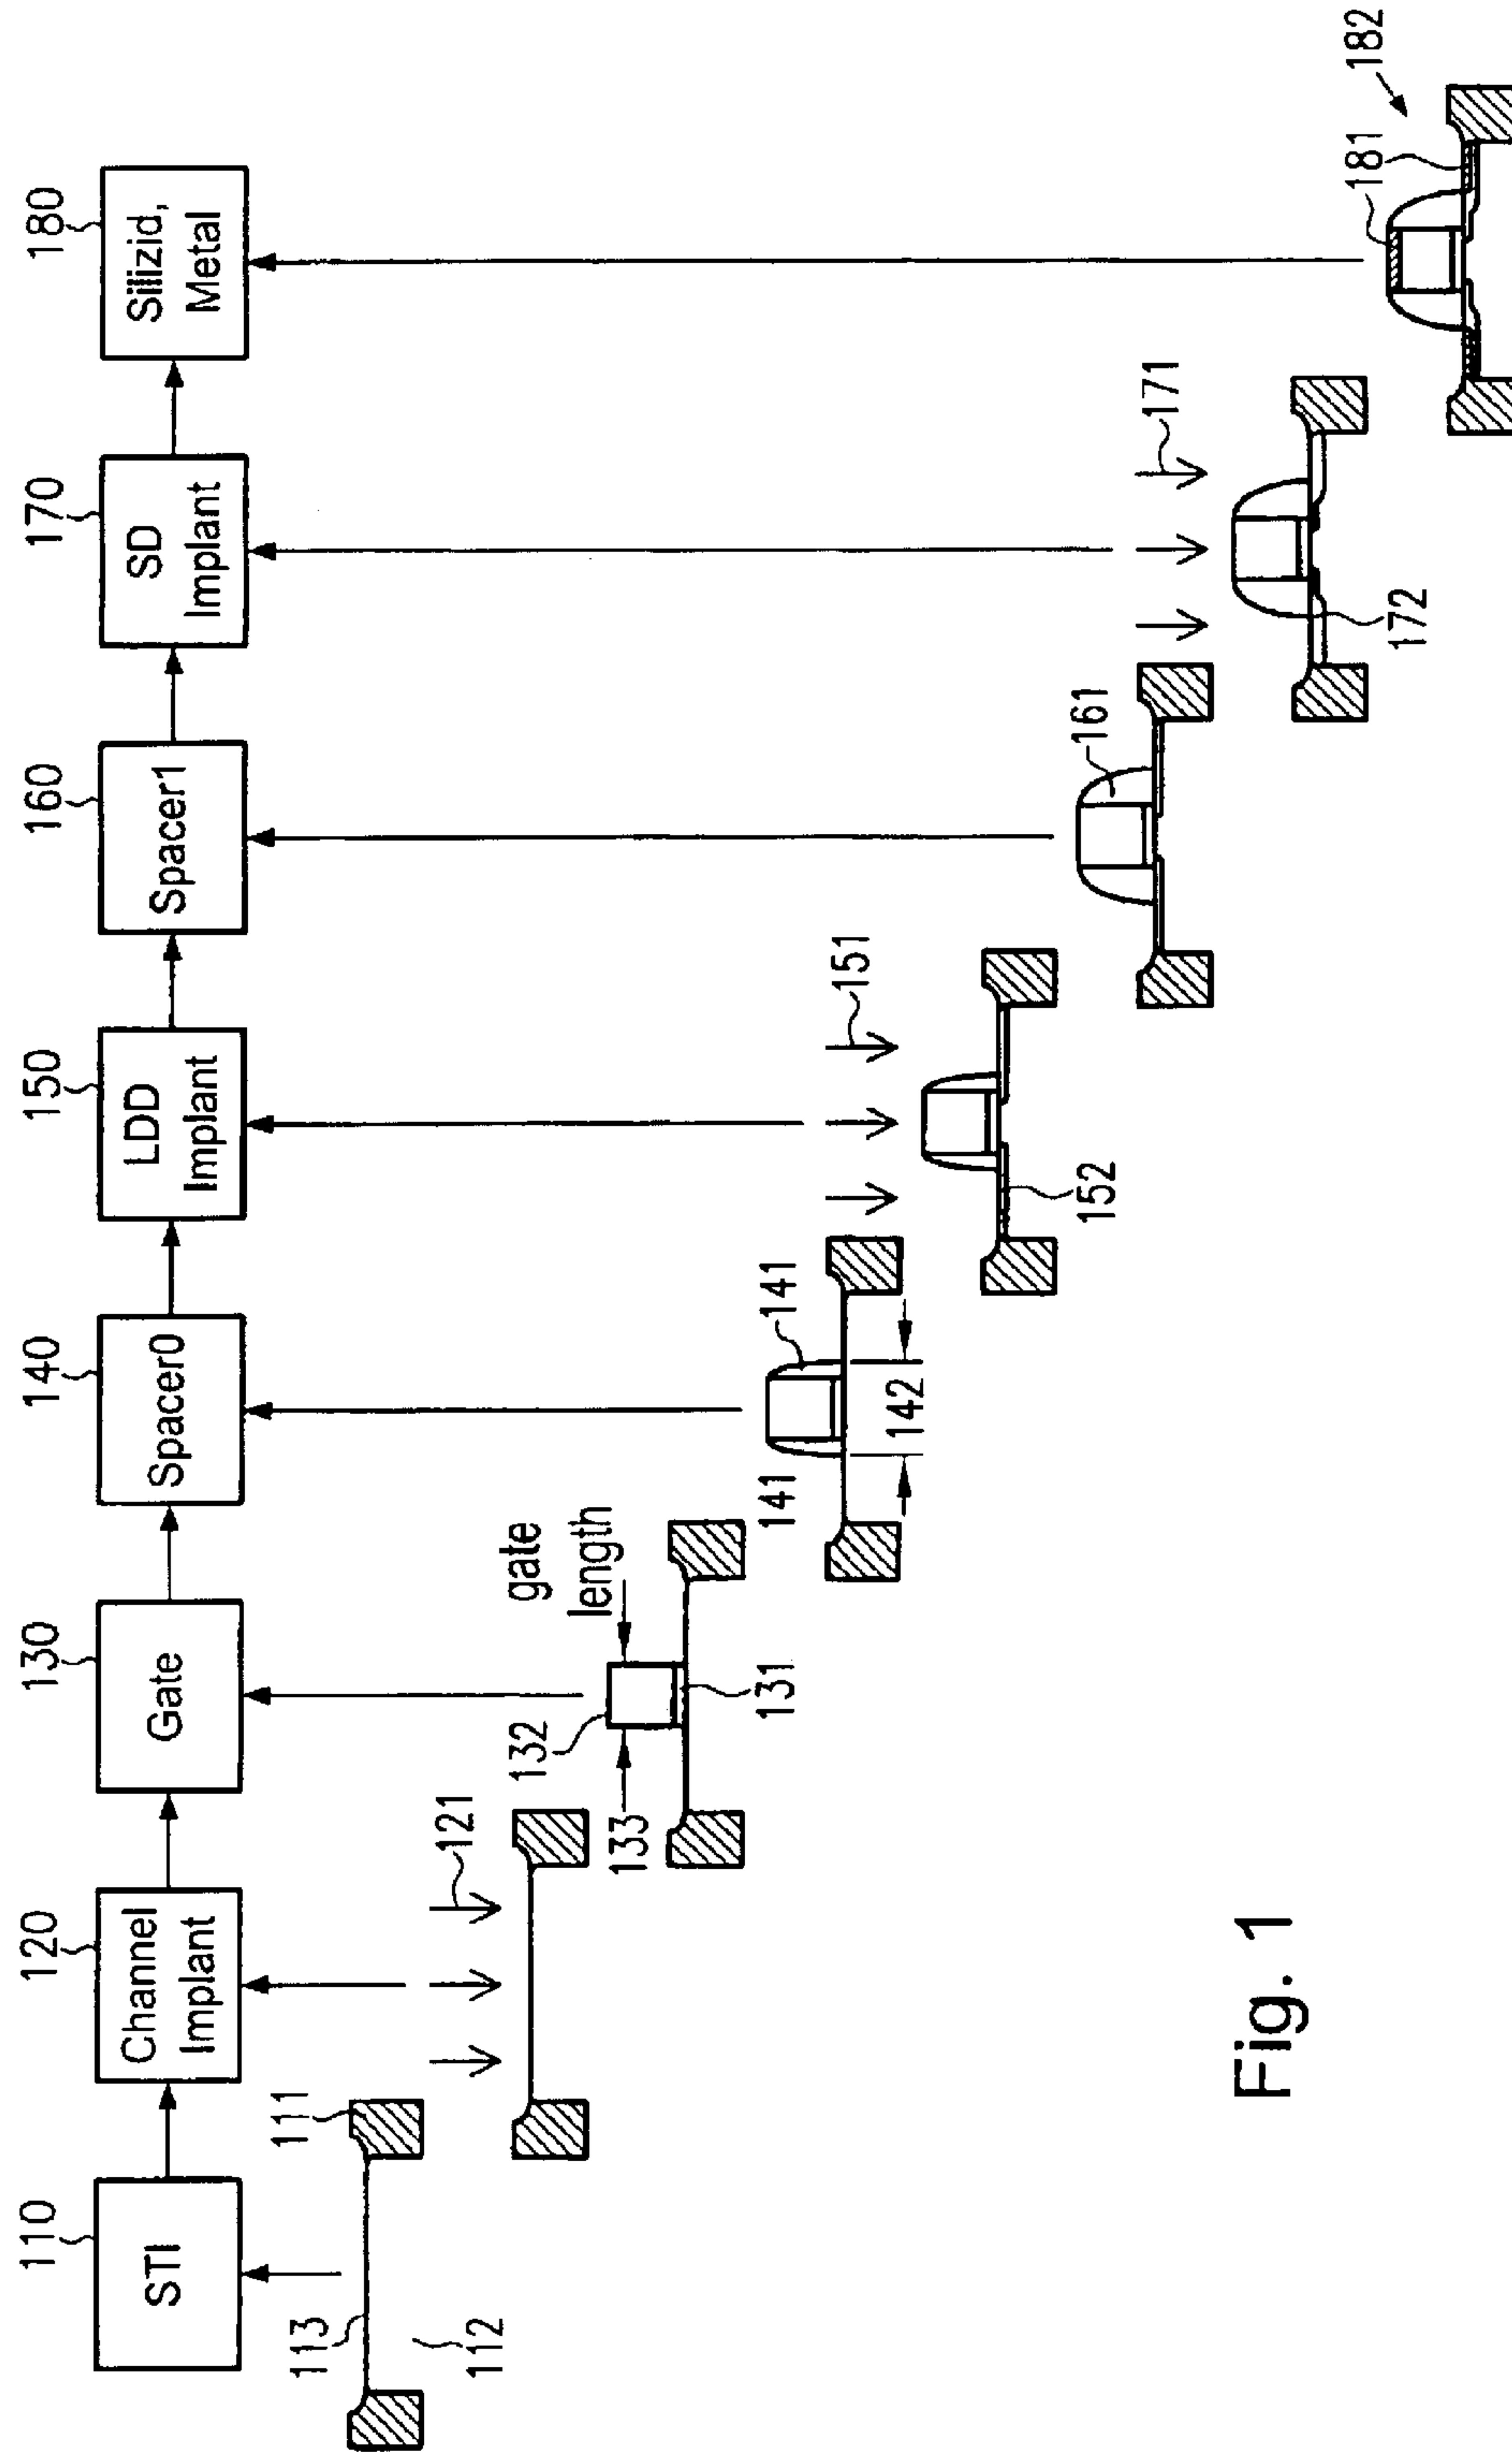 110
120
130
140
150
160
170
180
STI
Channel
Implant
Gate
Spacer0
LDD
Implant
Spacer1
SD
Implant
Silizid,
Metal
113
111
112
121
132
gate
length
133
131
141
141
142
151
152
161
171
172
181
182
Fig. 1